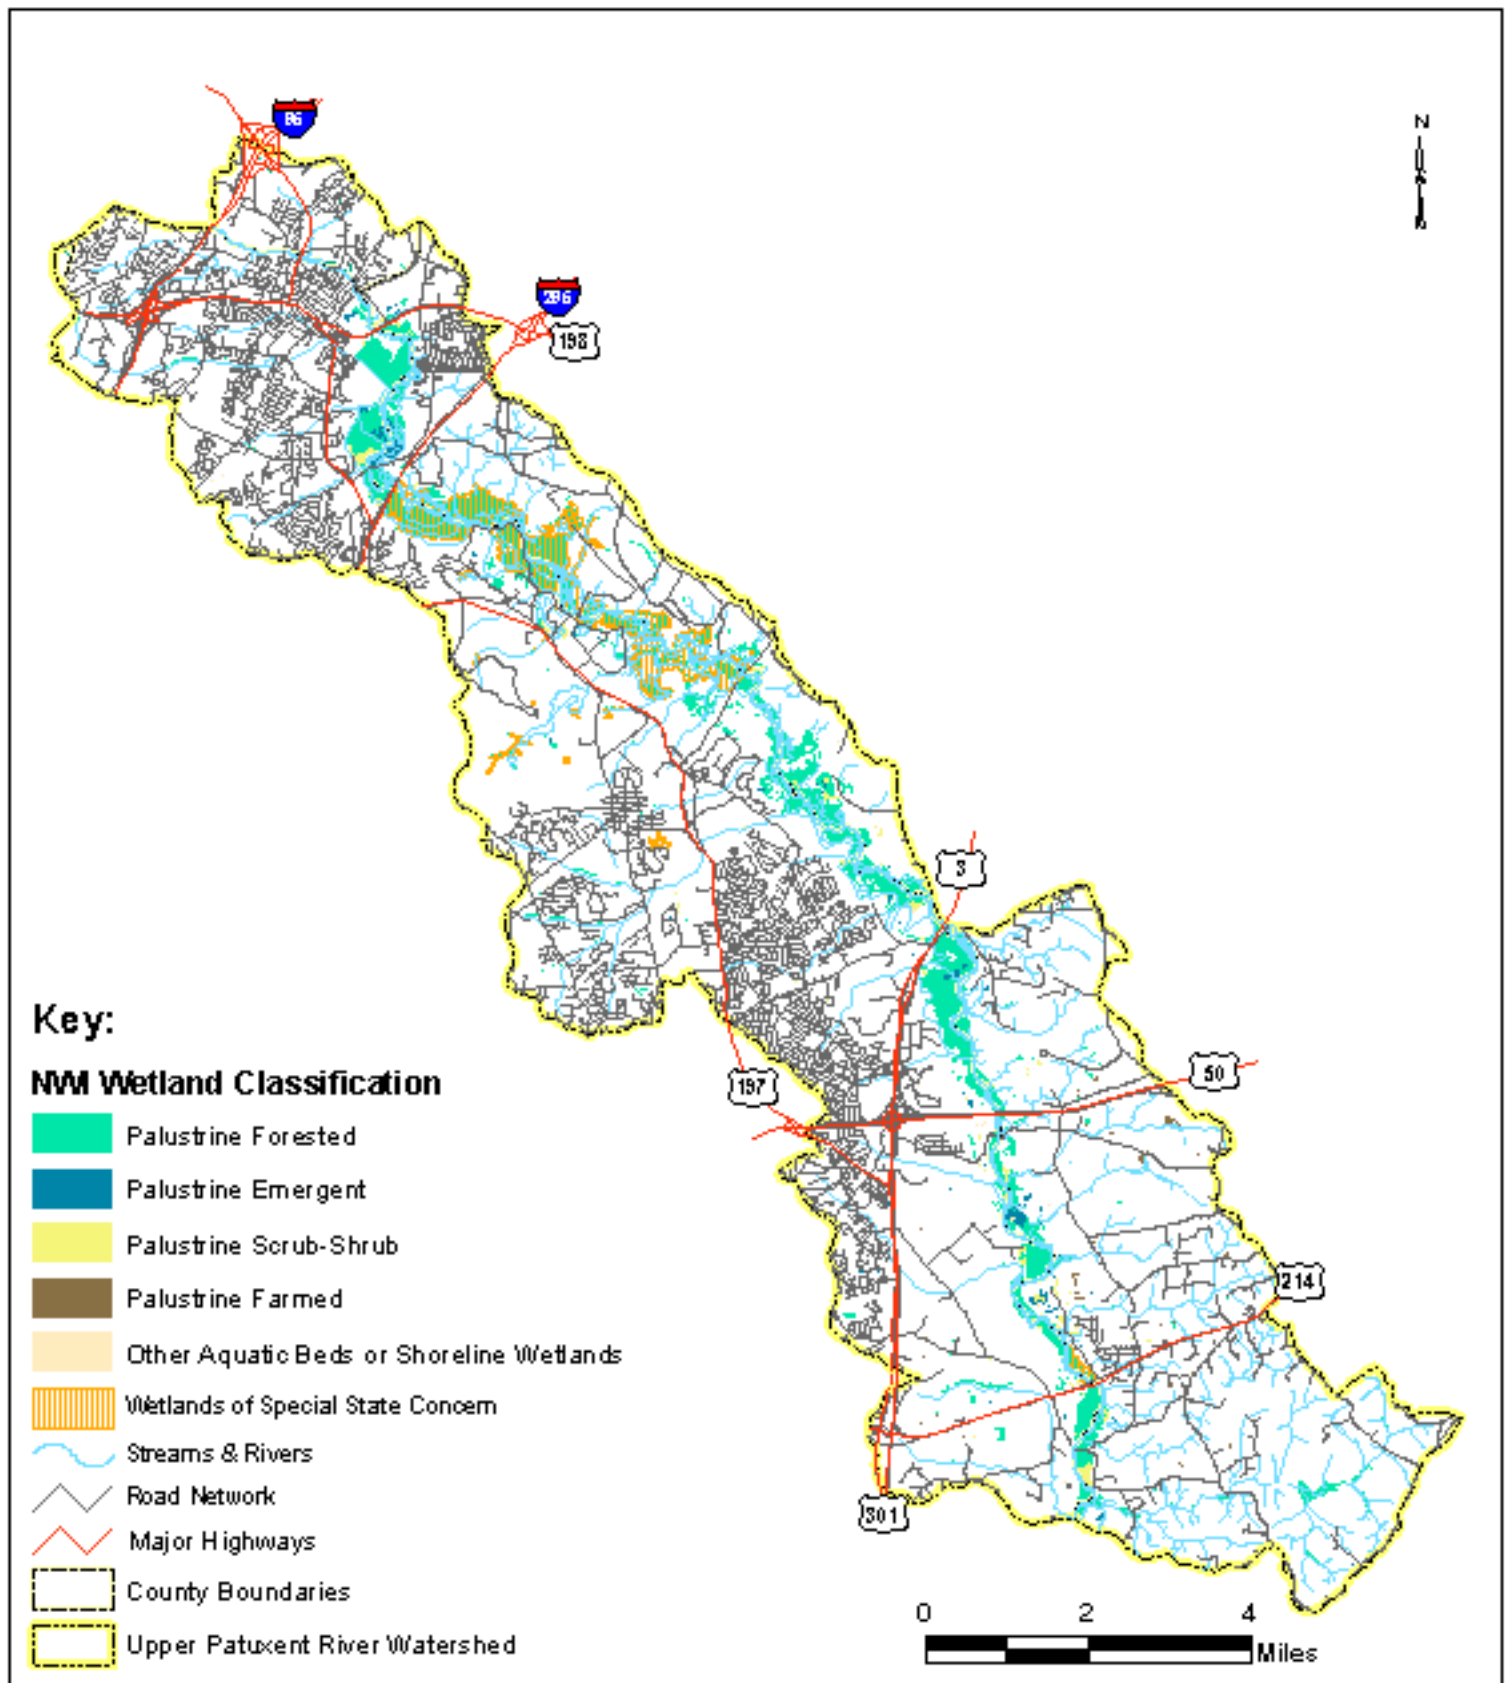 96
N
296
198
3
50
197
214
301
Key:
NWI Wetland Classification
Palustrine Forested
Palustrine Emergent
Palustrine Scrub-Shrub
Palustrine Farmed
Other Aquatic Beds or Shoreline Wetlands
Wetlands of Special State Concern
Streams & Rivers
Road Network
Major Highways
County Boundaries
Upper Patuxent River Watershed
0 2 4
Miles